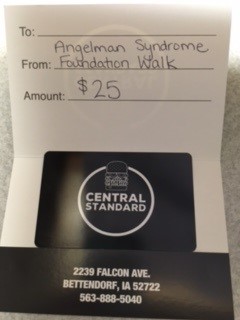 To:
Angelman Syndrome
From: Foundation Walk
Amount: $25
CENTRAL
STANDARD
2239 FALCON AVE.
BETTENDORF, IA 52722
563-888-5040